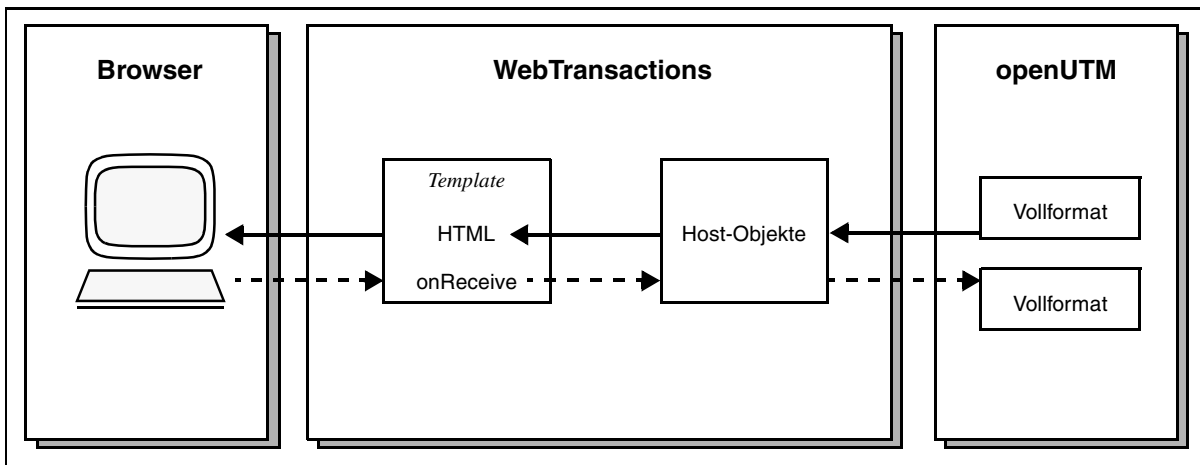 Browser
WebTransactions
openUTM
Template
HTML
onReceive
Host-Objekte
Vollformat
Vollformat